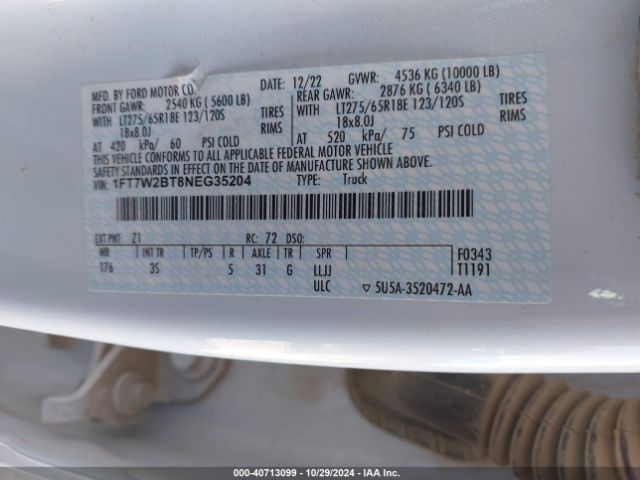 MFD. BY FORD MOTOR CO.
DATE: 12/22 GVWR: 4536 KG (10000 LB)
FRONT GAWR: 2540 KG (5600 LB) REAR GAWR: 2876 KG (6340 LB)
WITH LT275/65R18E 123/120S TIRES WITH LT275/65R18E 123/120S TIRES
18x8.0J RIMS 18x8.0J RIMS
AT 420 kPa/ 60 PSI COLD AT 520 kPa/ 75 PSI COLD
THIS VEHICLE CONFORMS TO ALL APPLICABLE FEDERAL MOTOR VEHICLE
SAFETY STANDARDS IN EFFECT ON THE DATE OF MANUFACTURE SHOWN ABOVE.
VIN: 1FT7W2BT8NEG35204 TYPE: Truck
EXT PNT: Z1 RC: 72 DSO:
WB INT TR TP/PS R AXLE TR SPR F0343
176 3S 5 31 G LLJJ T1191
ULC 5U5A-3520472-AA
000-40713099 • 10/29/2024 - IAA Inc.